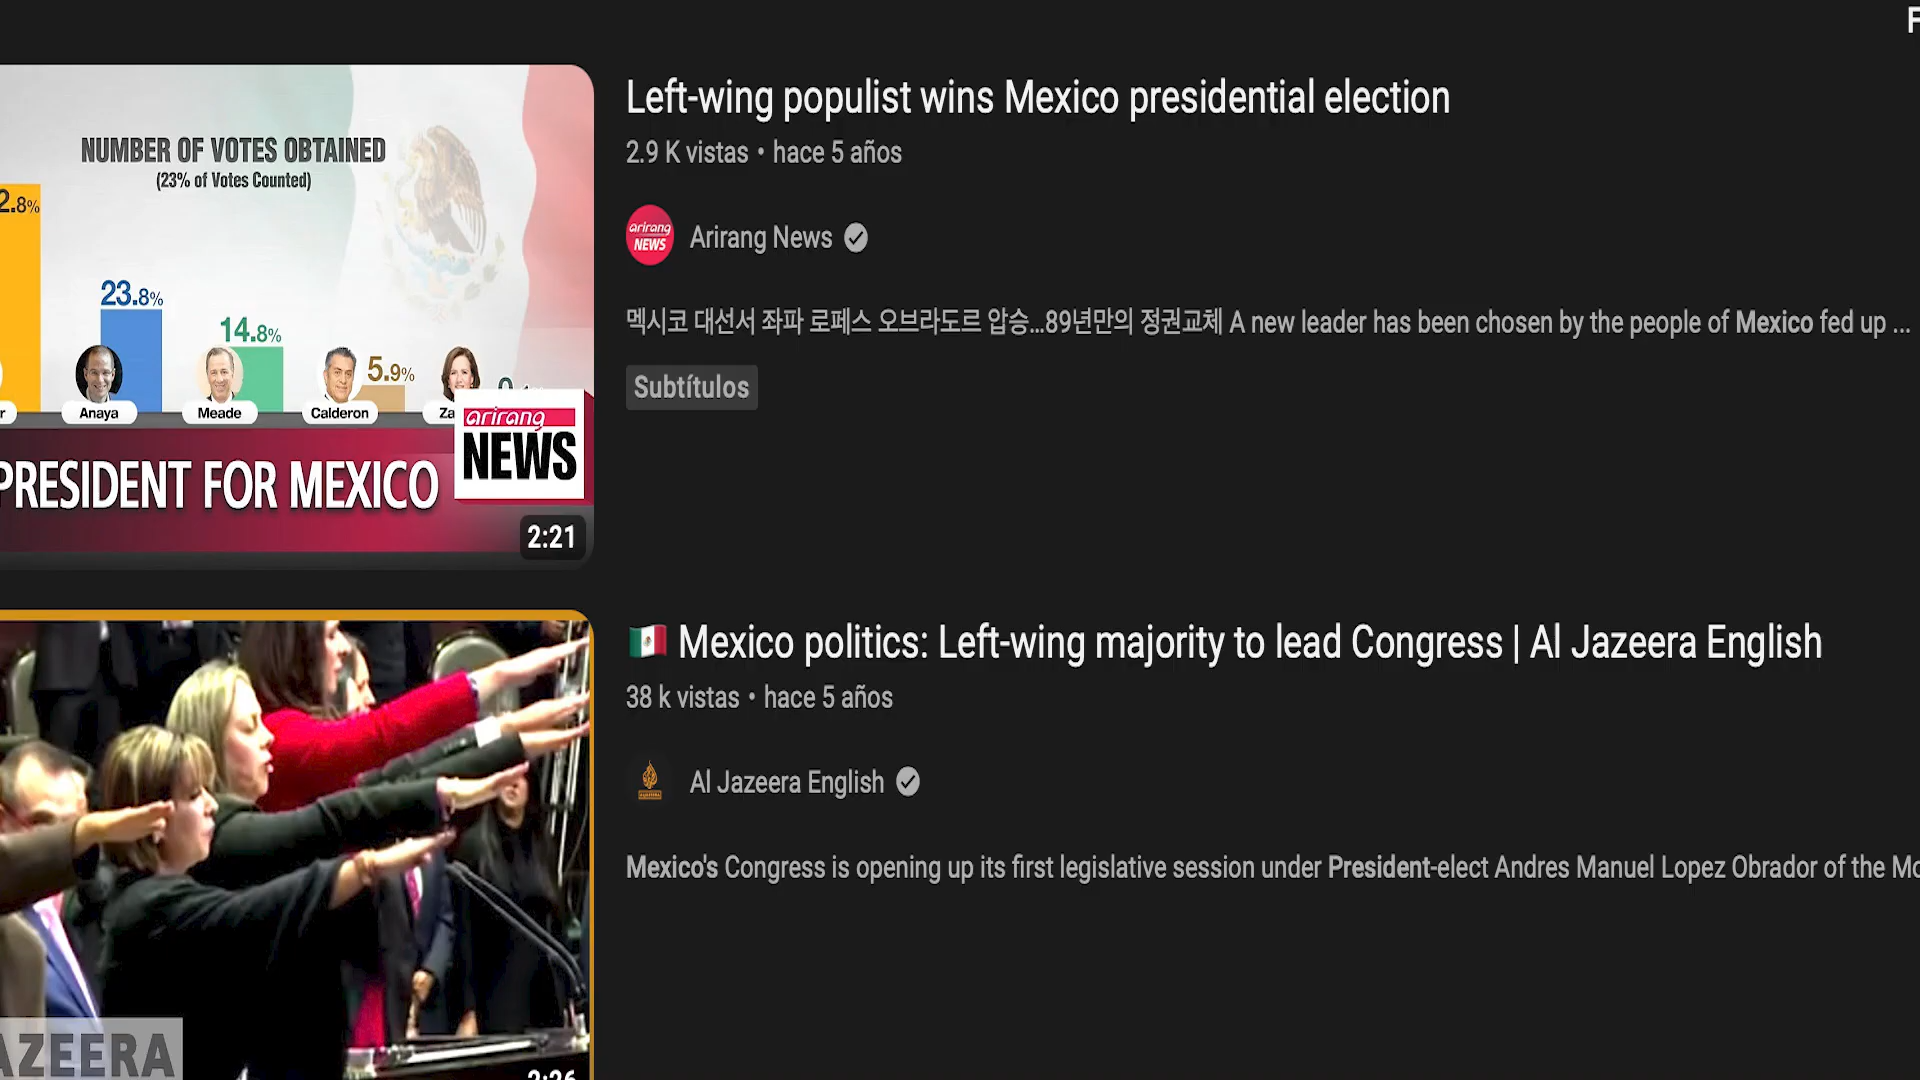 F
Left-wing populist wins Mexico presidential election
2.9 K vistas • hace 5 años
arirang NEWS
Arirang News
멕시코 대선서 좌파 로페스 오브라도르 압승...89년만의 정권교체 A new leader has been chosen by the people of Mexico fed up ...
Subtítulos
NUMBER OF VOTES OBTAINED
(23% of Votes Counted)
2.8%
23.8%
14.8%
5.9%
r
Anaya
Meade
Calderon
Za
arirang
NEWS
PRESIDENT FOR MEXICO
2:21
Mexico politics: Left-wing majority to lead Congress | Al Jazeera English
38 k vistas • hace 5 años
Al Jazeera English
Mexico's Congress is opening up its first legislative session under President-elect Andres Manuel Lopez Obrador of the Mo
AZEERA
2:26